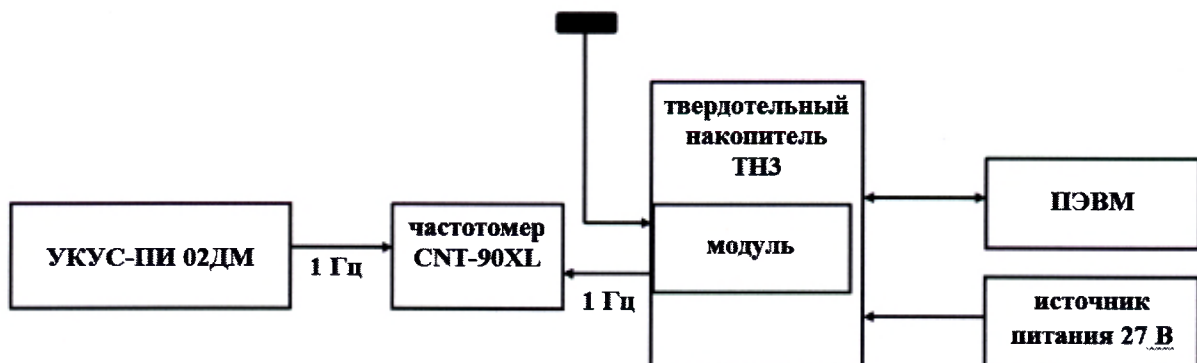 твердотельный
накопитель
ТН3
ПЭВМ
частотомер
CNT-90XL
модуль
УКУС-ПИ 02ДМ
1 Гц
1 Гц
источник
питания 27 В